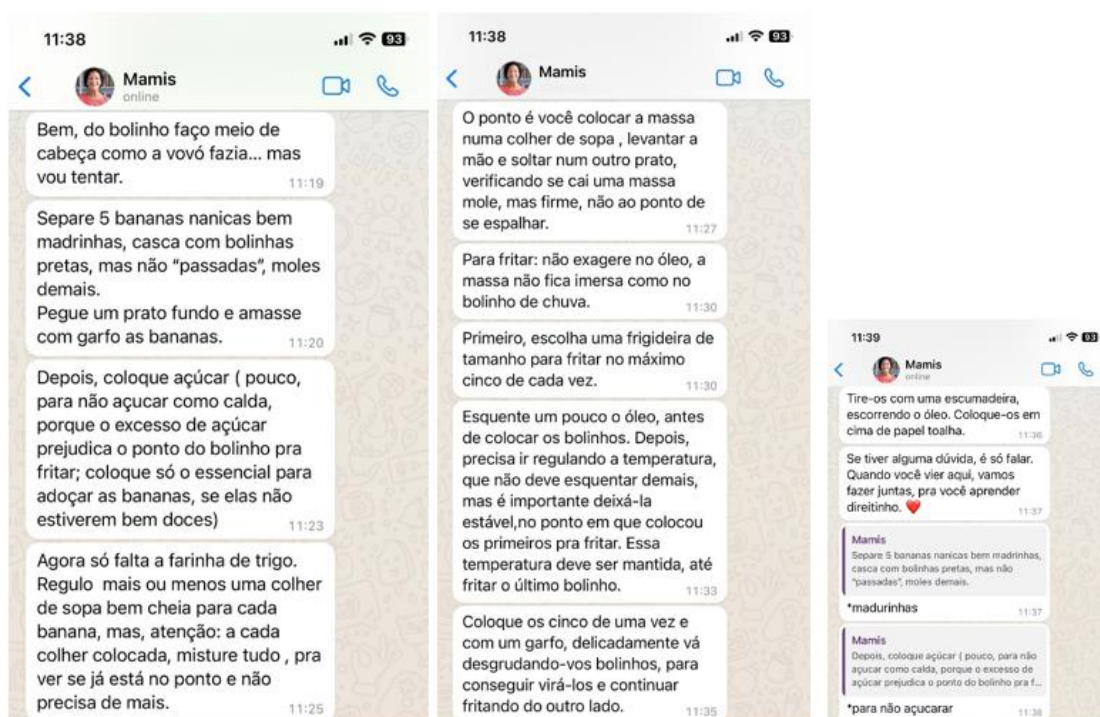 11:38
93
Mamis
online
Bem, do bolinho faço meio de
cabeça como a vovó fazia... mas
vou tentar.
11:19
Separe 5 bananas nanicas bem
madrinhas, casca com bolinhas
pretas, mas não “passadas”, moles
demais.
Pegue um prato fundo e amasse
com garfo as bananas.
11:20
Depois, coloque açúcar ( pouco,
para não açucar como calda,
porque o excesso de açúcar
prejudica o ponto do bolinho pra
fritar; coloque só o essencial para
adoçar as bananas, se elas não
estiverem bem doces)
11:23
Agora só falta a farinha de trigo.
Regulo mais ou menos uma colher
de sopa bem cheia para cada
banana, mas, atenção: a cada
colher colocada, misture tudo , pra
ver se já está no ponto e não
precisa de mais.
11:25
11:38
93
Mamis
O ponto é você colocar a massa
numa colher de sopa , levantar a
mão e soltar num outro prato,
verificando se cai uma massa
mole, mas firme, não ao ponto de
se espalhar.
11:27
Para fritar: não exagere no óleo, a
massa não fica imersa como no
bolinho de chuva.
11:30
Primeiro, escolha uma frigideira de
tamanho para fritar no máximo
cinco de cada vez.
11:30
Esquente um pouco o óleo, antes
de colocar os bolinhos. Depois,
precisa ir regulando a temperatura,
que não deve esquentar demais,
mas é importante deixá-la
estável,no ponto em que colocou
os primeiros pra fritar. Essa
temperatura deve ser mantida, até
fritar o último bolinho.
11:33
Coloque os cinco de uma vez e
com um garfo, delicadamente vá
desgrudando-vos bolinhos, para
conseguir virá-los e continuar
fritando do outro lado.
11:35
11:39
93
Mamis
online
Tire-os com uma escumadeira,
escorrendo o óleo. Coloque-os em
cima de papel toalha.
11:36
Se tiver alguma dúvida, é só falar.
Quando você vier aqui, vamos
fazer juntas, pra você aprender
direitinho. ❤️
11:37
Mamis
Separe 5 bananas nanicas bem madrinhas,
casca com bolinhas pretas, mas não
“passadas”, moles demais.
*madurinhas
11:37
Mamis
Depois, coloque açúcar ( pouco, para não
açucar como calda, porque o excesso de
açúcar prejudica o ponto do bolinho pra f...
*para não açucarar
11:38